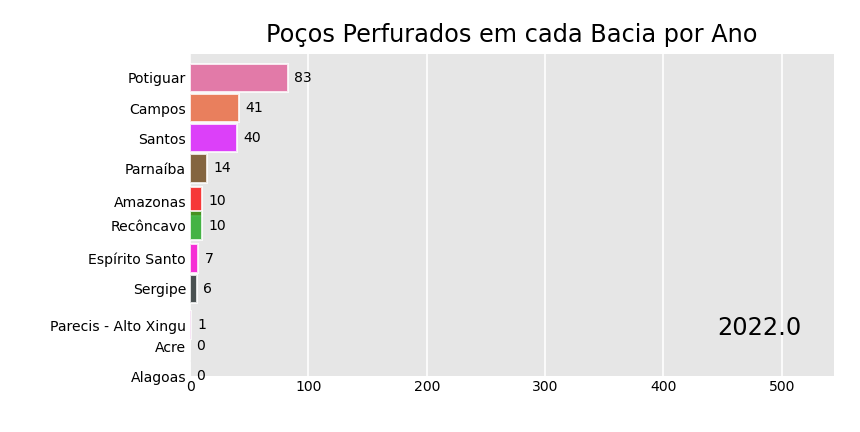 Poços Perfurados em cada Bacia por Ano
Potiguar 83
Campos 41
Santos 40
Parnaíba 14
Amazonas 10
Recôncavo 10
Espírito Santo 7
Sergipe 6
Parecis - Alto Xingu 1
2022.0
Acre 0
Alagoas 0
0 100 200 300 400 500